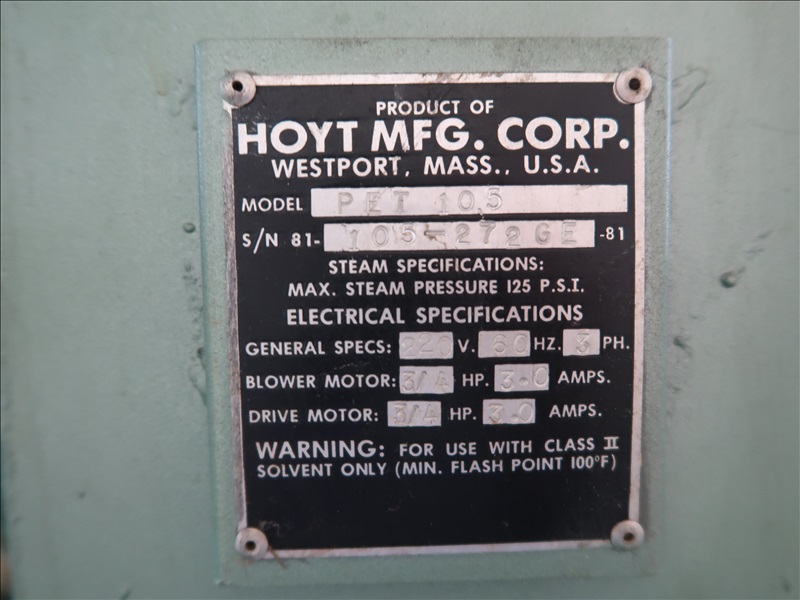 PRODUCT OF
HOYT MFG. CORP.
WESTPORT, MASS., U.S.A.
MODEL PET 105
S/N 81- 105-272GE -81
STEAM SPECIFICATIONS:
MAX. STEAM PRESSURE 125 P.S.I.
ELECTRICAL SPECIFICATIONS
GENERAL SPECS: 220 V. 60 HZ. 3 PH.
BLOWER MOTOR: 3/4 HP. 3.0 AMPS.
DRIVE MOTOR: 3/4 HP. 3.0 AMPS.
WARNING: FOR USE WITH CLASS II
SOLVENT ONLY (MIN. FLASH POINT 100°F)